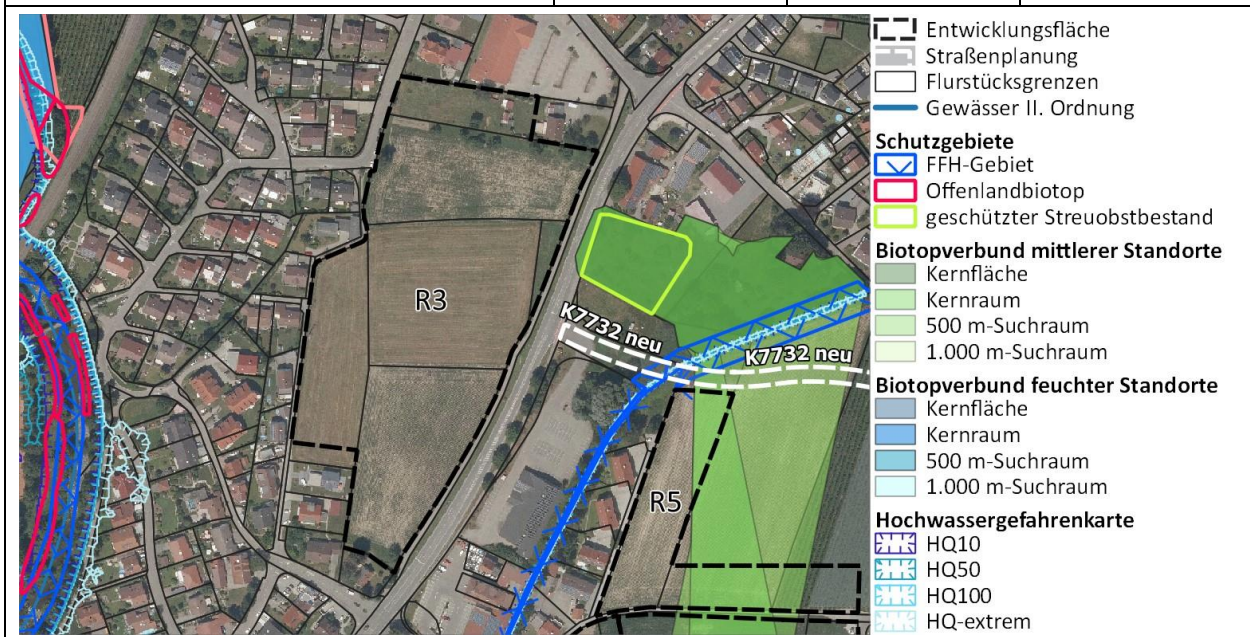 R3
K7732 neu
K7732 neu
R5
Entwicklungsfläche
Straßenplanung
Flurstücksgrenzen
Gewässer II. Ordnung
Schutzgebiete
FFH-Gebiet
Offenlandbiotop
geschützter Streuobstbestand
Biotopverbund mittlerer Standorte
Kernfläche
Kernraum
500 m-Suchraum
1.000 m-Suchraum
Biotopverbund feuchter Standorte
Kernfläche
Kernraum
500 m-Suchraum
1.000 m-Suchraum
Hochwassergefahrenkarte
HQ10
HQ50
HQ100
HQ-extrem